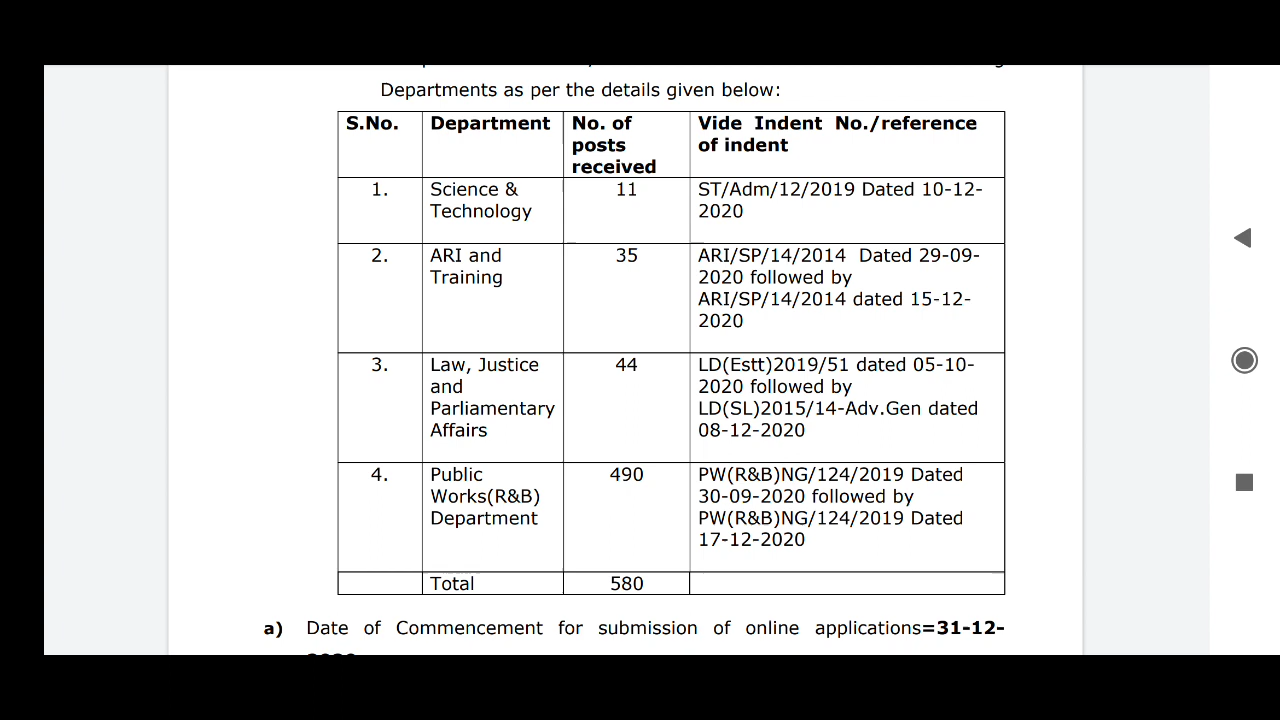 Departments as per the details given below:
S.No. Department No. of posts received Vide Indent No./reference of indent
1. Science & Technology 11 ST/Adm/12/2019 Dated 10-12-2020
2. ARI and Training 35 ARI/SP/14/2014 Dated 29-09-2020 followed by ARI/SP/14/2014 dated 15-12-2020
3. Law, Justice and Parliamentary Affairs 44 LD(Estt)2019/51 dated 05-10-2020 followed by LD(SL)2015/14-Adv.Gen dated 08-12-2020
4. Public Works(R&B) Department 490 PW(R&B)NG/124/2019 Dated 30-09-2020 followed by PW(R&B)NG/124/2019 Dated 17-12-2020
Total 580
a) Date of Commencement for submission of online applications=31-12-